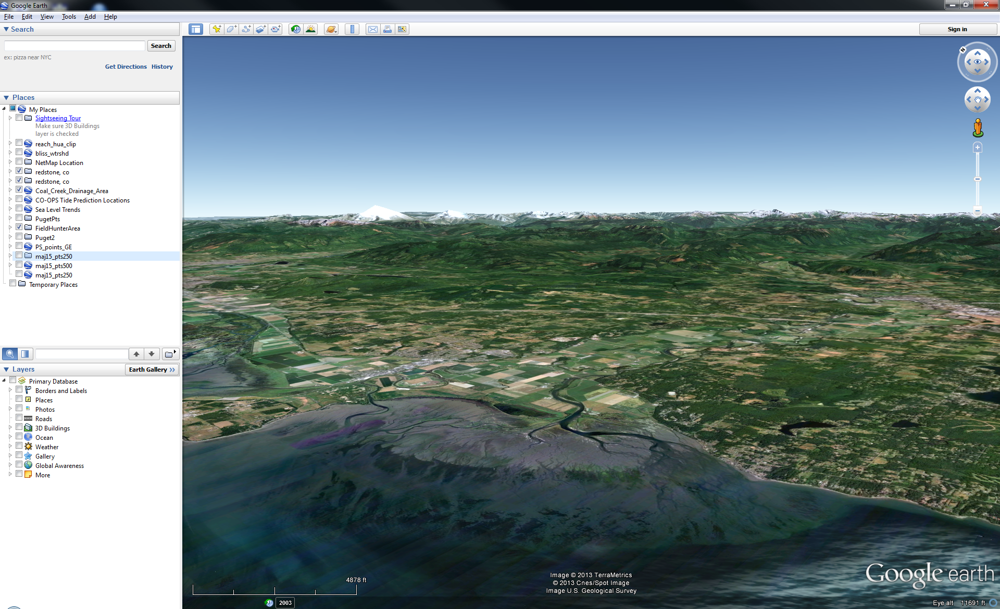 Google Earth
File Edit View Tools Add Help
Search
Search
ex: pizza near NYC
Get Directions History
Places
My Places
Sightseeing Tour
Make sure 3D Buildings
layer is checked
reach_hua_clip
bliss_wtrshd
NetMap Location
redstone, co
redstone, co
Coal_Creek_Drainage_Area
CO-OPS Tide Prediction Locations
Sea Level Trends
PugetPts
FieldHunterArea
Puget2
PS_points_GE
maj15_pts250
maj15_pts500
maj15_pts250
Temporary Places
Layers
Earth Gallery »
Primary Database
Borders and Labels
Places
Photos
Roads
3D Buildings
Ocean
Weather
Gallery
Global Awareness
More
Sign in
N
4878 ft
2003
Image © 2013 TerraMetrics
© 2013 Cnes/Spot Image
Image U.S. Geological Survey
Google™ earth
Eye alt 11691 ft